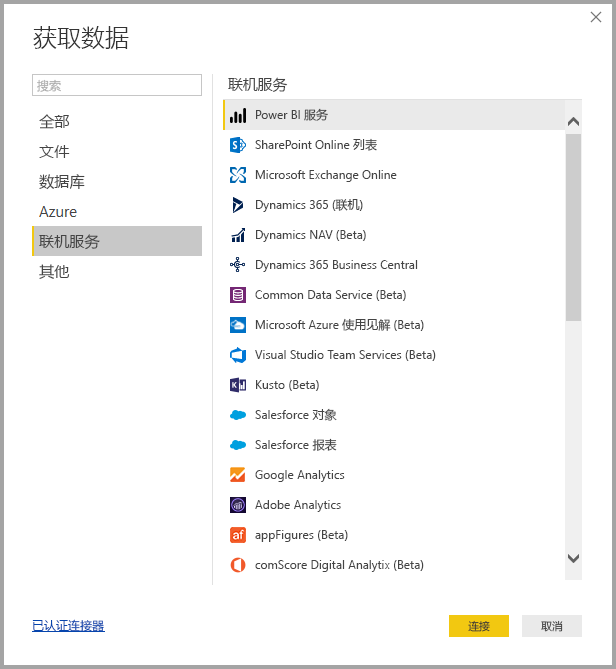 获取数据
搜索
全部
文件
数据库
Azure
联机服务
其他
联机服务
Power BI 服务
SharePoint Online 列表
Microsoft Exchange Online
Dynamics 365 (联机)
Dynamics NAV (Beta)
Dynamics 365 Business Central
Common Data Service (Beta)
Microsoft Azure 使用见解 (Beta)
Visual Studio Team Services (Beta)
Kusto (Beta)
Salesforce 对象
Salesforce 报表
Google Analytics
Adobe Analytics
appFigures (Beta)
comScore Digital Analytix (Beta)
已认证连接器
连接
取消